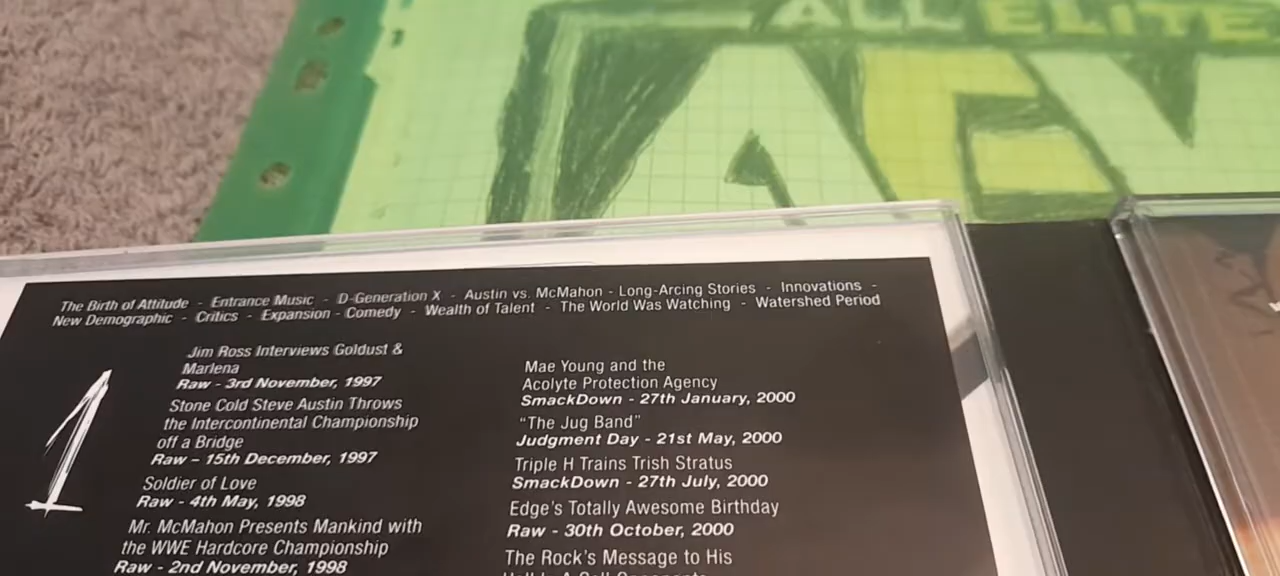 ALL ELITE
AEW
The Birth of Attitude - Entrance Music - D-Generation X - Austin vs. McMahon - Long-Arcing Stories - Innovations -
New Demographic - Critics - Expansion - Comedy - Wealth of Talent - The World Was Watching - Watershed Period
1
Jim Ross Interviews Goldust &
Marlena
Raw - 3rd November, 1997
Stone Cold Steve Austin Throws
the Intercontinental Championship
off a Bridge
Raw – 15th December, 1997
Soldier of Love
Raw - 4th May, 1998
Mr. McMahon Presents Mankind with
the WWE Hardcore Championship
Raw - 2nd November, 1998
Mae Young and the
Acolyte Protection Agency
SmackDown - 27th January, 2000
“The Jug Band”
Judgment Day - 21st May, 2000
Triple H Trains Trish Stratus
SmackDown - 27th July, 2000
Edge’s Totally Awesome Birthday
Raw - 30th October, 2000
The Rock’s Message to His